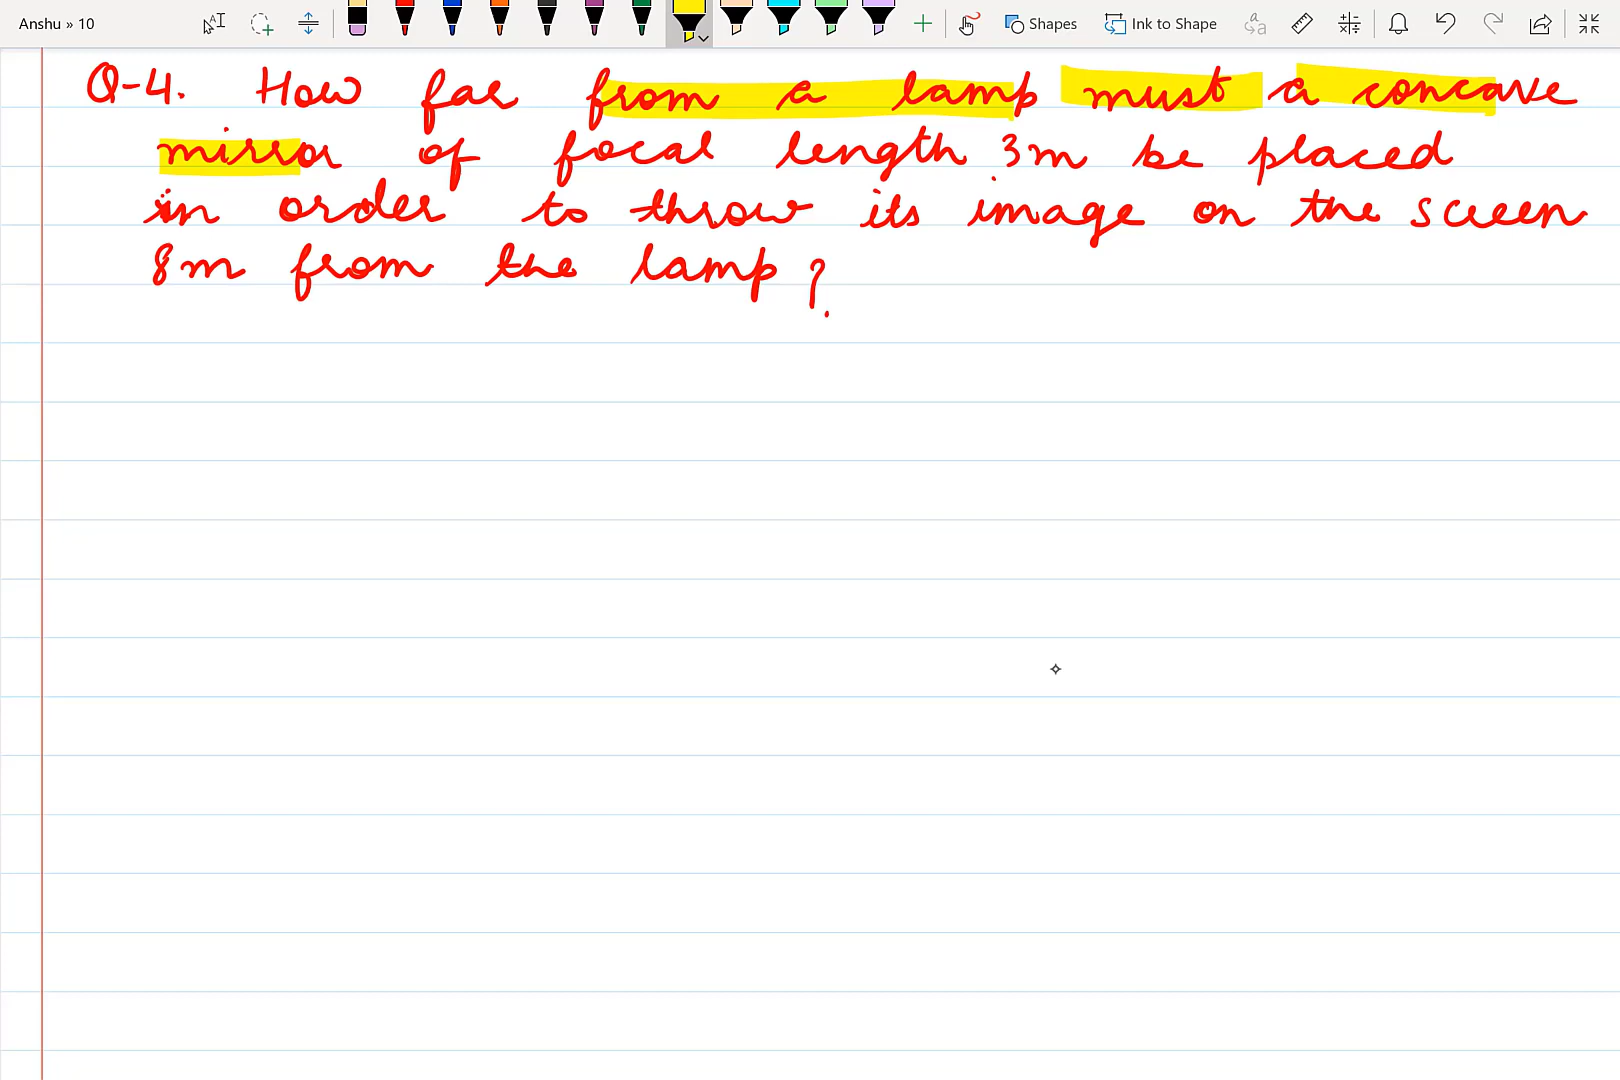 Anshu » 10
Shapes
Ink to Shape
Q-4. How far from a lamp must a concave
mirror of focal length 3m be placed
in order to throw its image on the screen
8m from the lamp ?